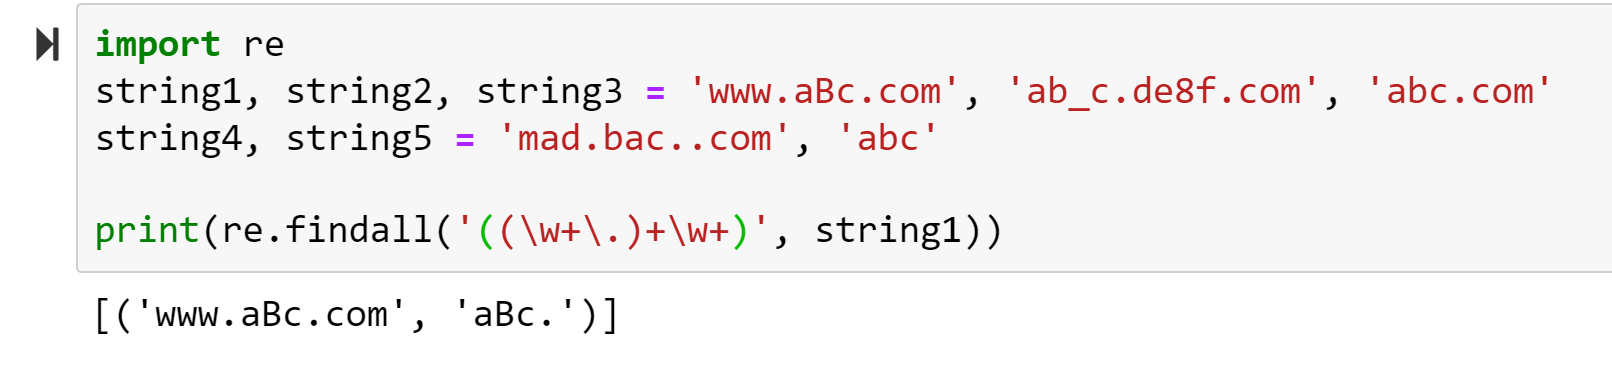 import re
string1, string2, string3 = 'www.aBc.com', 'ab_c.de8f.com', 'abc.com'
string4, string5 = 'mad.bac..com', 'abc'
print(re.findall('((\w+\.)+\w+)', string1))
[('www.aBc.com', 'aBc.')]